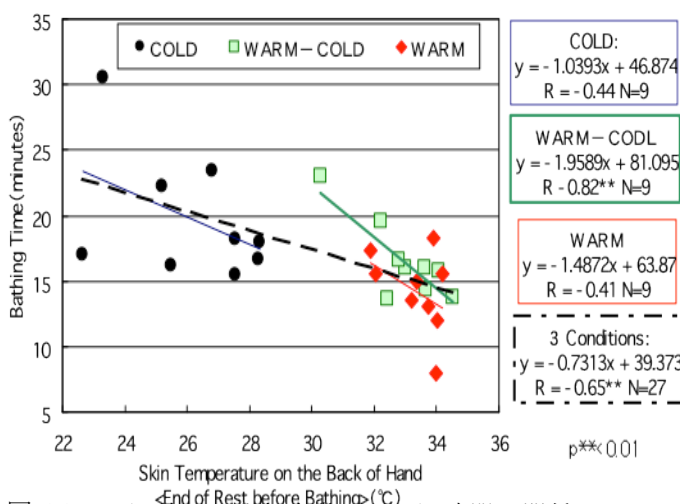 35
30
25
20
15
10
5
Bathing Time (minutes)
COLD
WARM-COLD
WARM
22 24 26 28 30 32 34 36
Skin Temperature on the Back of Hand
<End of Rest before Bathing>(℃)
COLD:
y = -1.0393x + 46.874
R = -0.44 N=9
WARM-CODL
y = -1.9589x + 81.095
R -0.82** N=9
WARM
y = -1.4872x + 63.87
R = -0.41 N=9
3 Conditions:
y = -0.7313x + 39.373
R = -0.65** N=27
p**<0.01